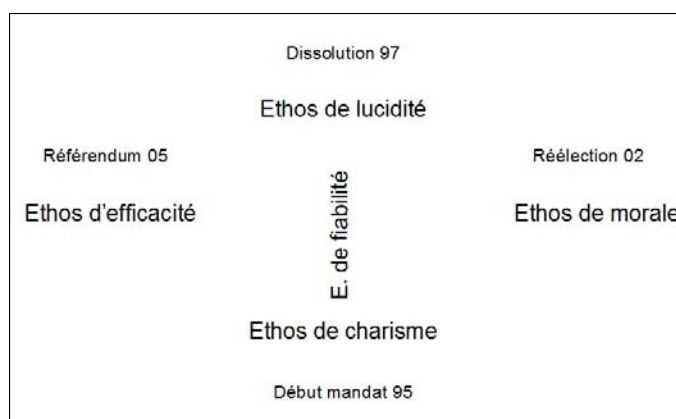 Dissolution 97
Ethos de lucidité
Référendum 05
Réélection 02
Ethos d'efficacité
Ethos de morale
E. de fiabilité
Ethos de charisme
Début mandat 95